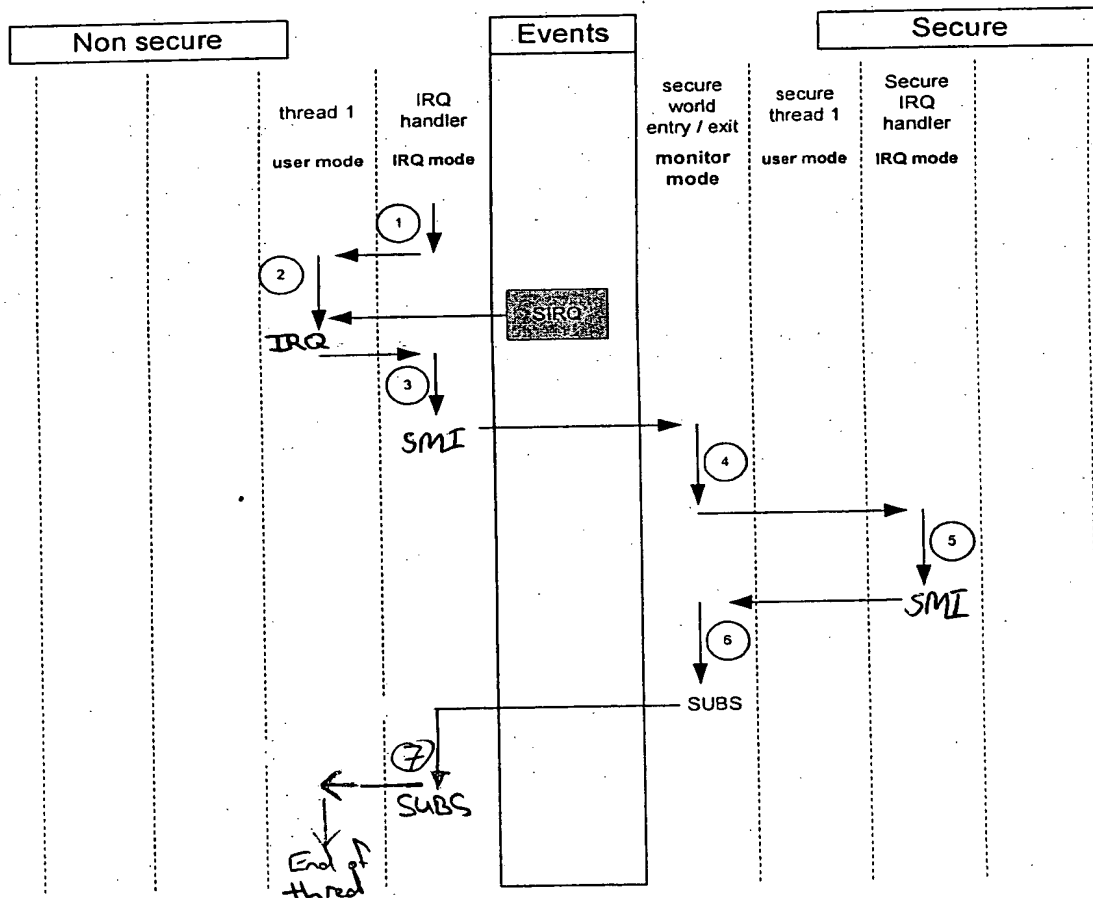 Non secure
Events
Secure
thread 1
user mode
IRQ
handler
IRQ mode
secure
world
entry / exit
monitor
mode
secure
thread 1
user mode
Secure
IRQ
handler
IRQ mode
1
2
SIRQ
IRQ
3
SMI
4
5
SMI
6
SUBS
7
SUBS
End of
thread